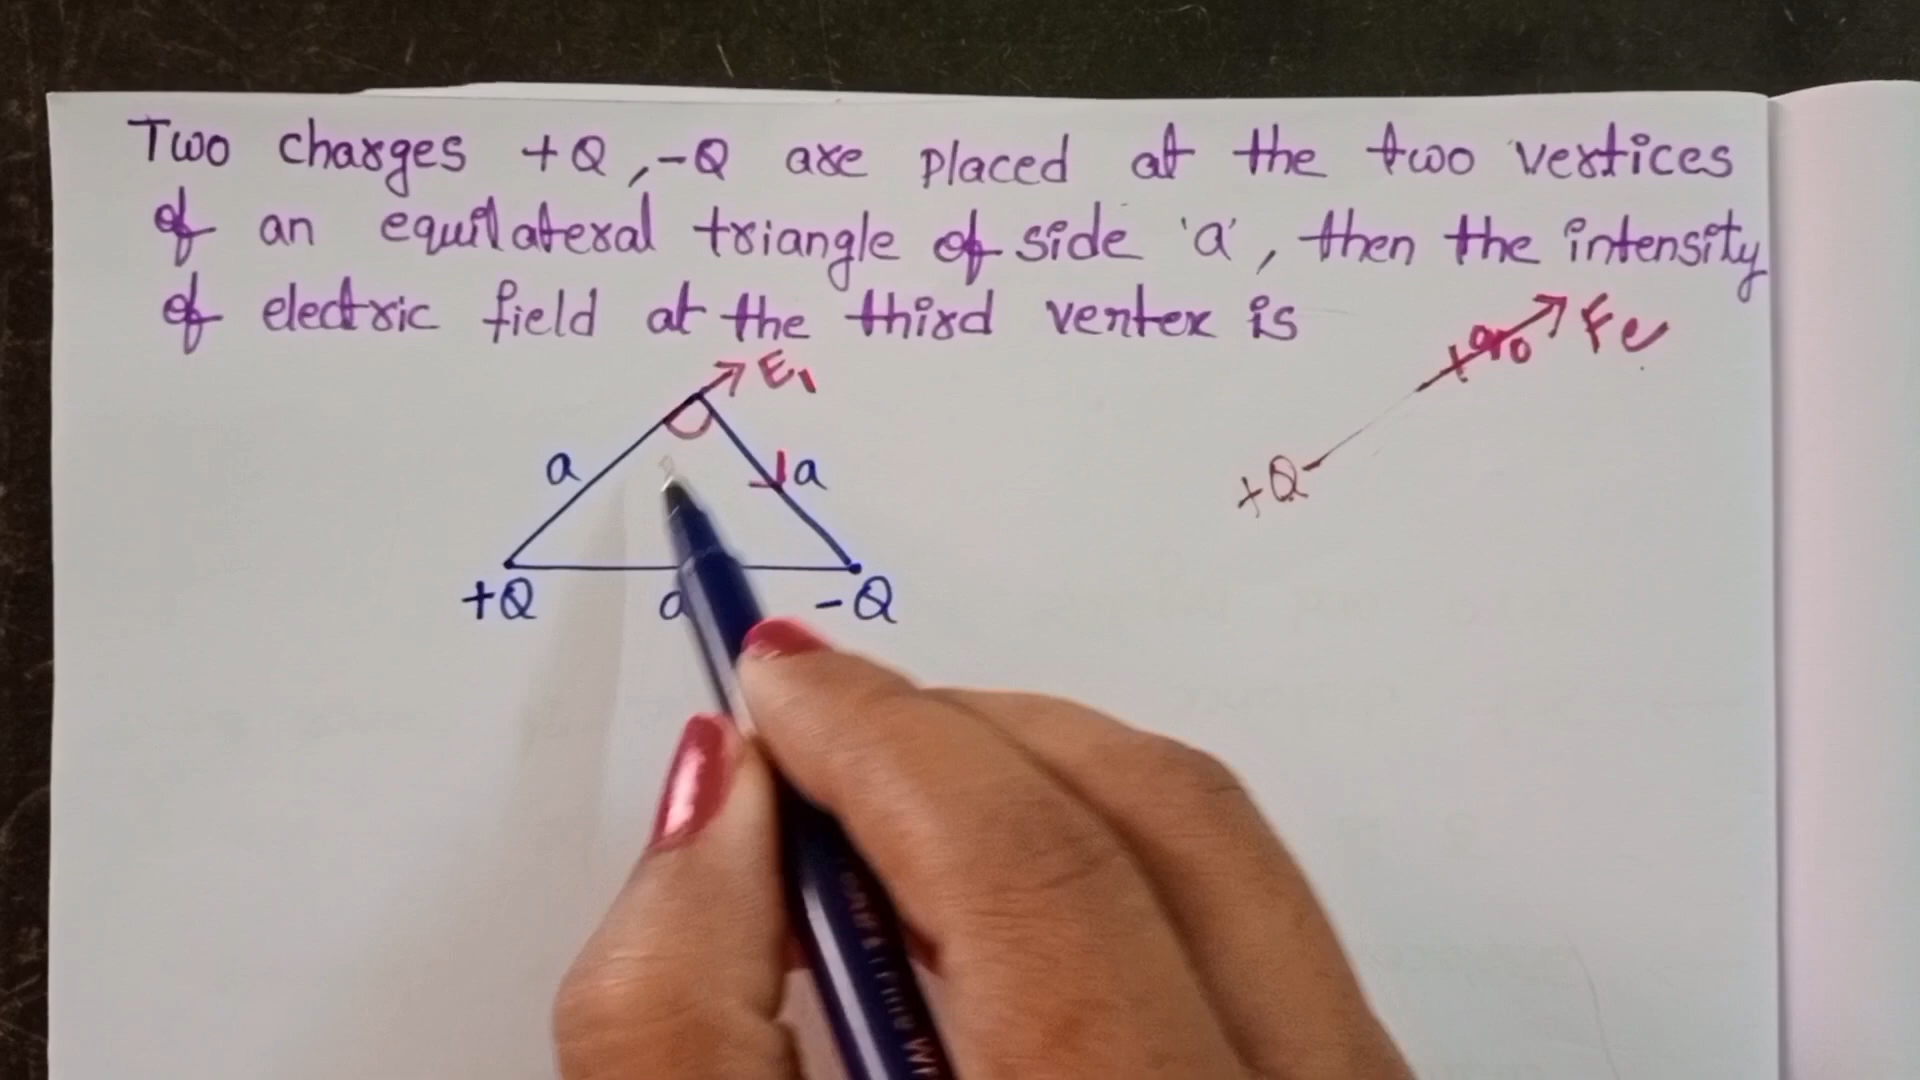 Two charges +Q, -Q are placed at the two vertices
of an equilateral triangle of side 'a', then the intensity
of electric field at the third vertex is
E₁
+q₀ Fe
a
a
+Q
+Q
a
-Q